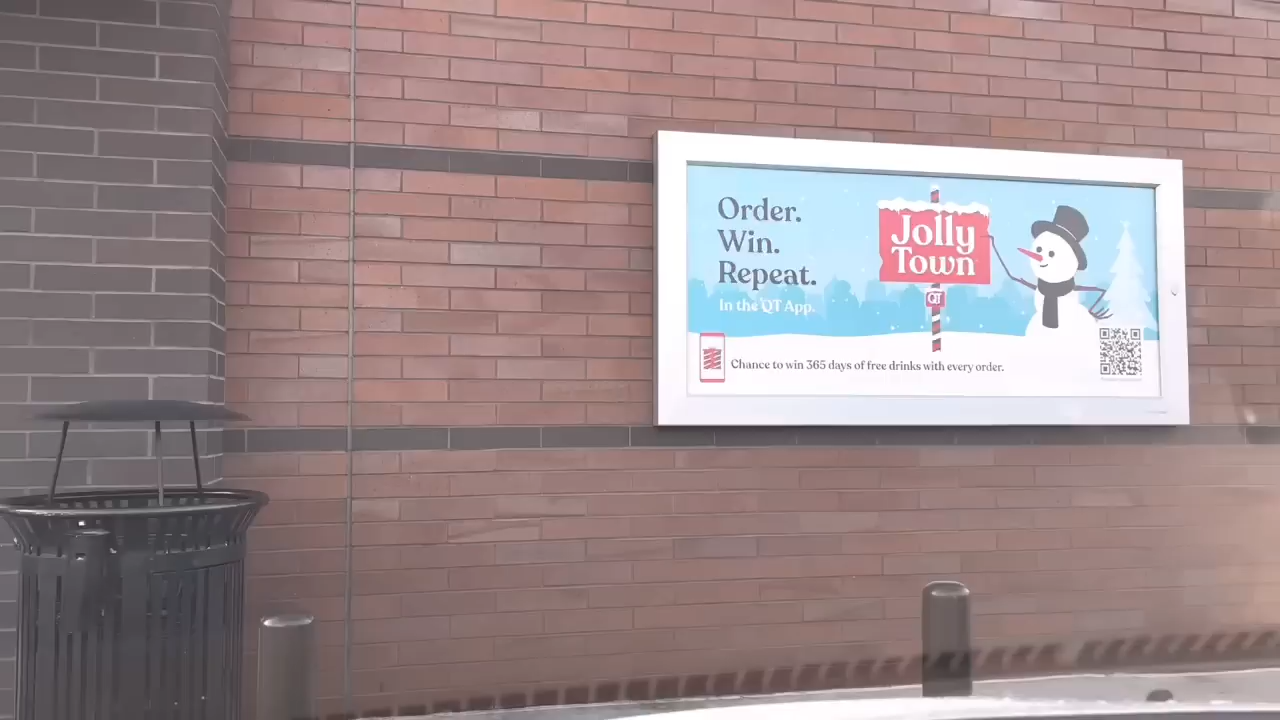 Order.
Win.
Repeat.
In the QT App.
Jolly
Town
QT
Chance to win 365 days of free drinks with every order.